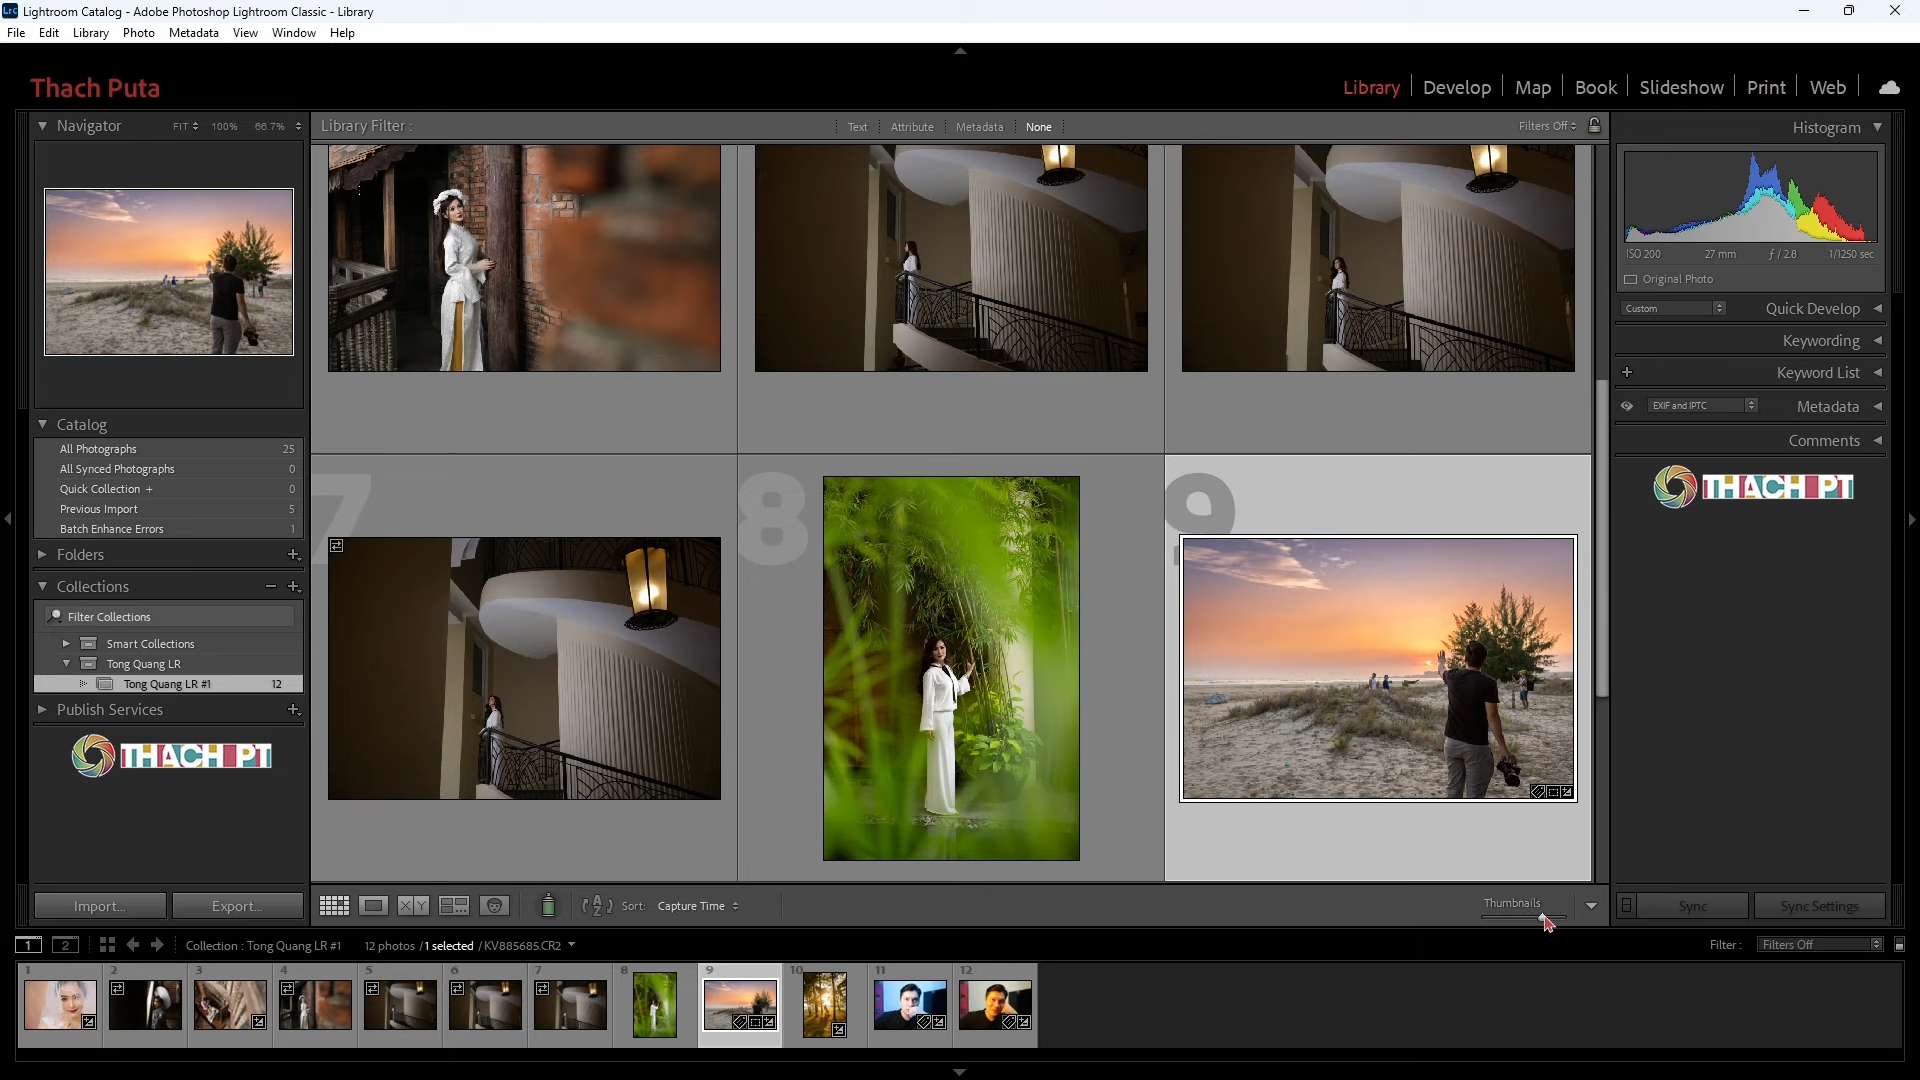 Lrc Lightroom Catalog - Adobe Photoshop Lightroom Classic - Library
File Edit Library Photo Metadata View Window Help
Thach Puta
Library Develop Map Book Slideshow Print Web
Navigator FIT 100% 66.7%
Library Filter : Text Attribute Metadata None Filters Off
Histogram
ISO 200 27 mm ƒ / 2.8 1/1250 sec
Original Photo
Custom Quick Develop
Keywording
+ Keyword List
EXIF and IPTC Metadata
Comments
THACH PT
Catalog
All Photographs 25
All Synced Photographs 0
Quick Collection + 0
Previous Import 5
Batch Enhance Errors 1
Folders +
Collections − +
Filter Collections
Smart Collections
Tong Quang LR
Tong Quang LR #1 12
Publish Services +
THACH PT
7 8 9
Import... Export...
XY Sort: Capture Time
Thumbnails
Sync Sync Settings
1 2 Collection : Tong Quang LR #1 12 photos / 1 selected / KV885685.CR2
Filter : Filters Off
1 2 3 4 5 6 7 8 9 10 11 12